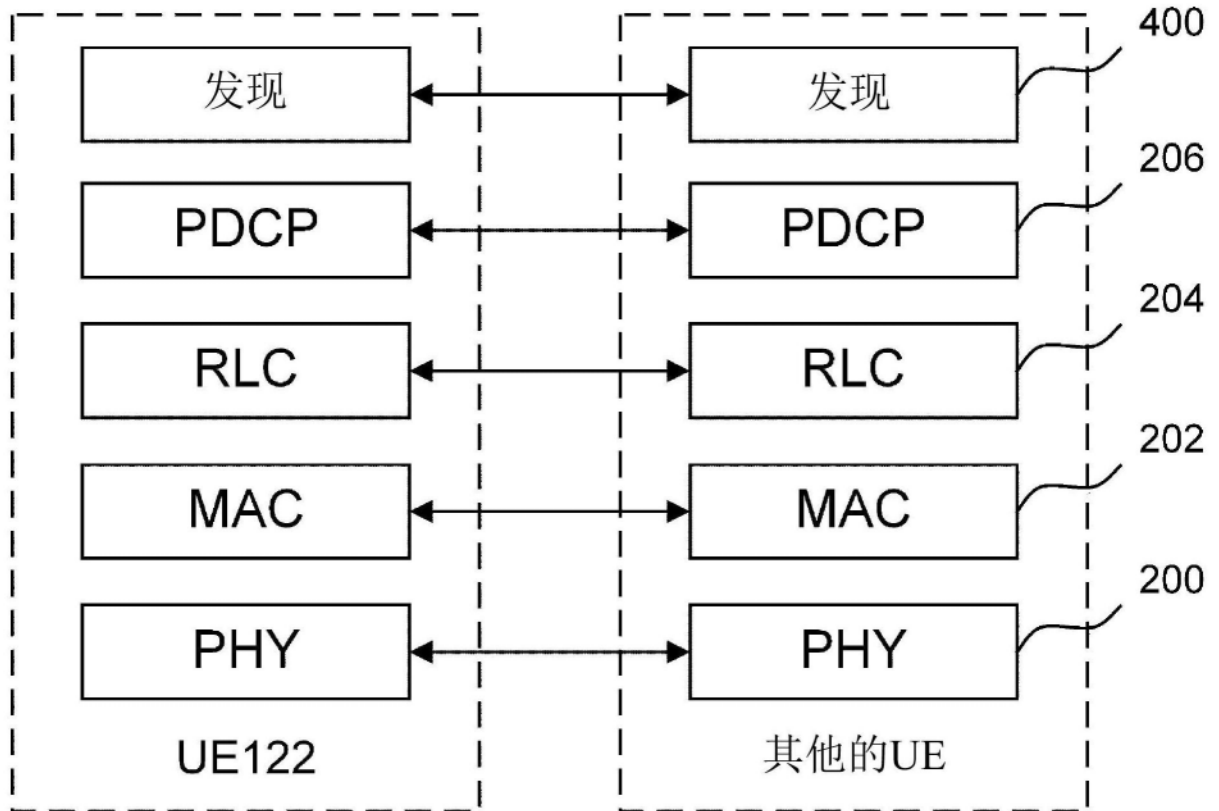 400
发现 发现
206
PDCP PDCP
204
RLC RLC
202
MAC MAC
200
PHY PHY
UE122 其他的UE